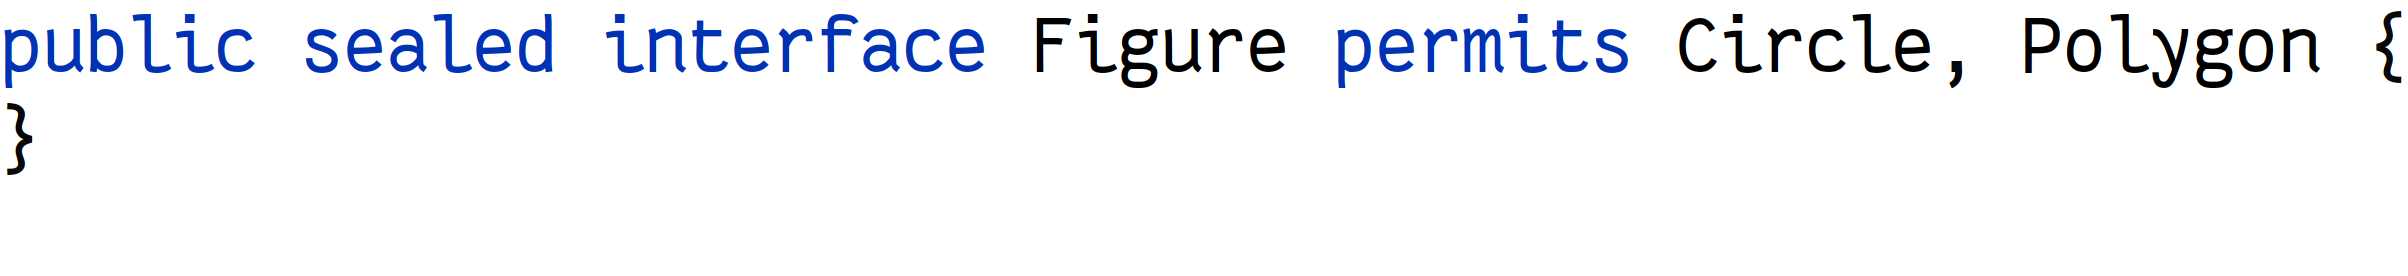 public sealed interface Figure permits Circle, Polygon {
}